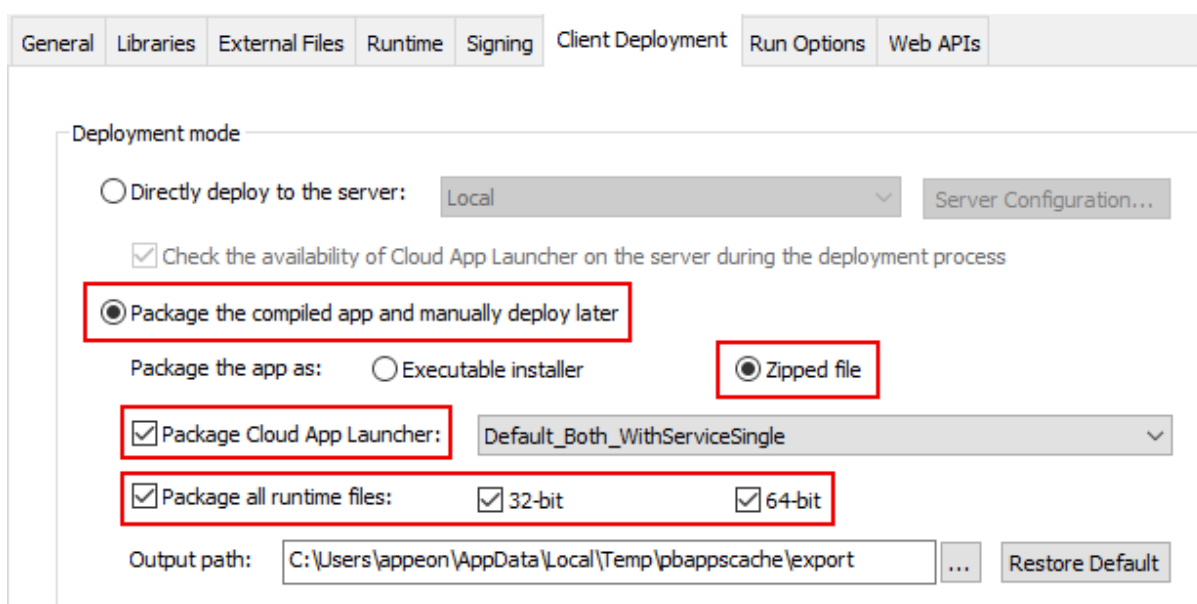 General Libraries External Files Runtime Signing Client Deployment Run Options Web APIs
Deployment mode
Directly deploy to the server: Local Server Configuration...
Check the availability of Cloud App Launcher on the server during the deployment process
Package the compiled app and manually deploy later
Package the app as: Executable installer Zipped file
Package Cloud App Launcher: Default_Both_WithServiceSingle
Package all runtime files: 32-bit 64-bit
Output path: C:\Users\appeon\AppData\Local\Temp\pbappscache\export ... Restore Default